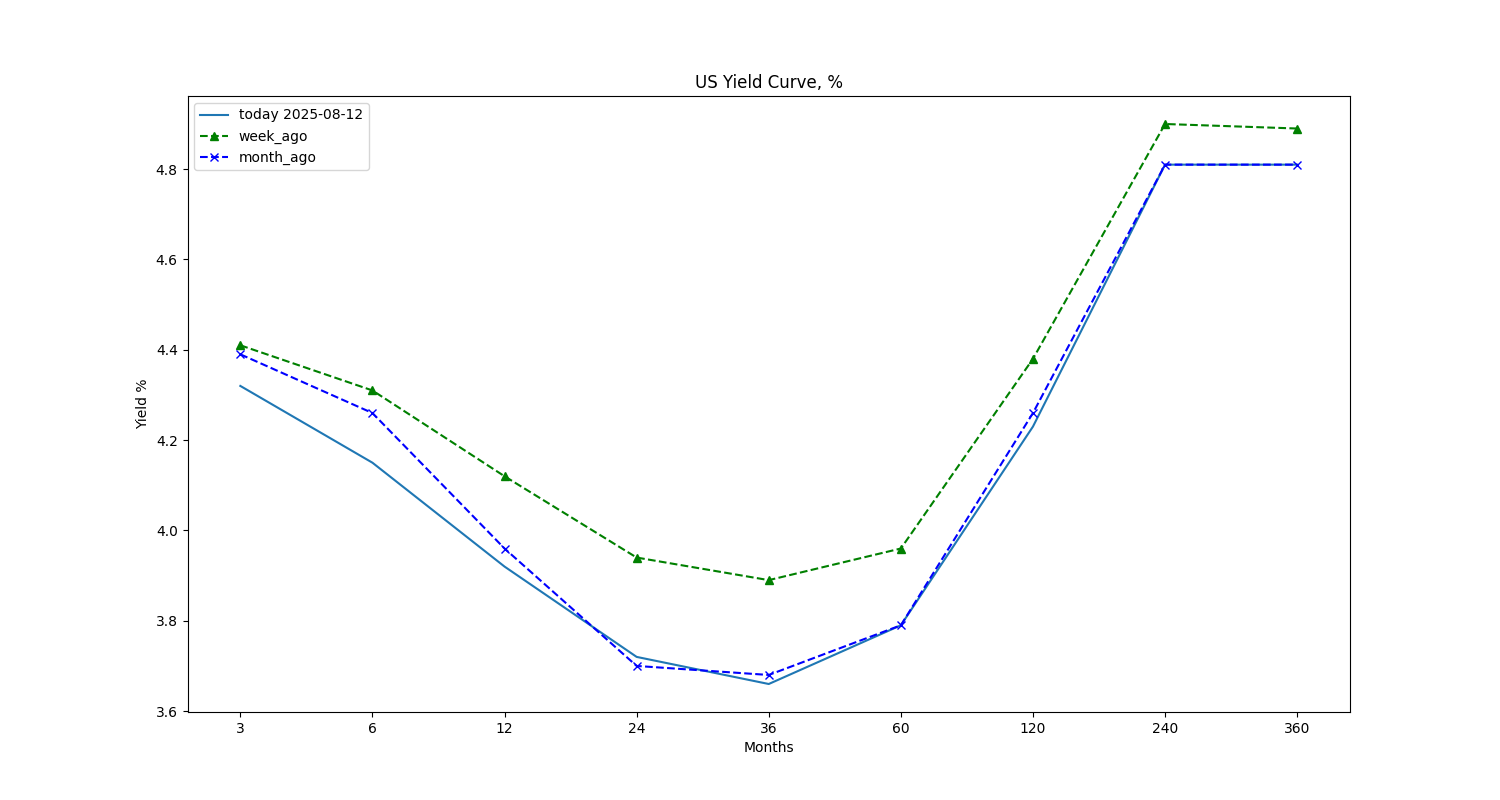 US Yield Curve, %
today 2025-08-12
week_ago
month_ago
4.8
4.6
4.4
4.2
4.0
3.8
3.6
Yield %
3 6 12 24 36 60 120 240 360
Months